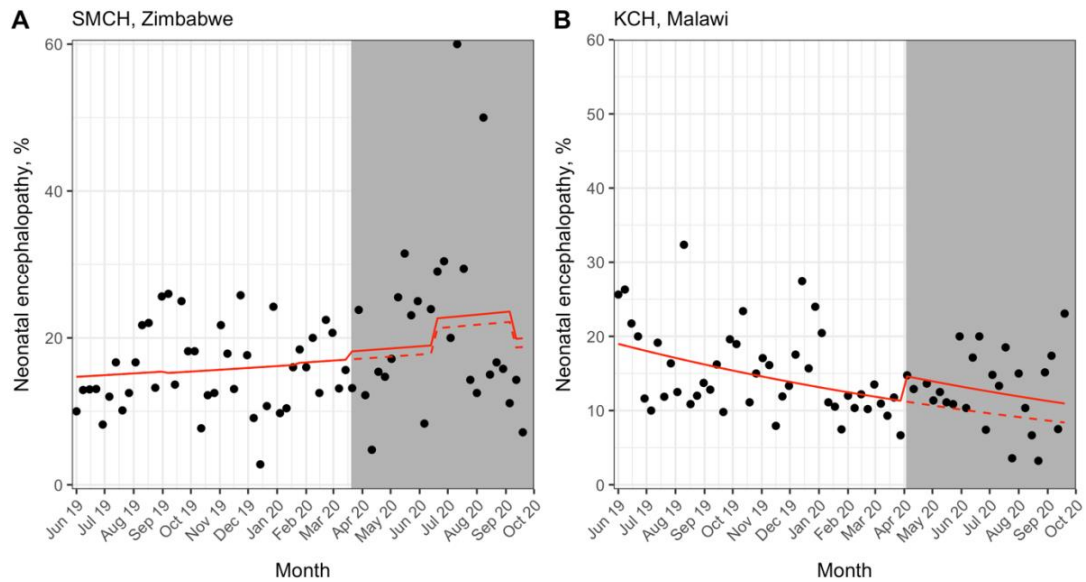 A SMCH, Zimbabwe
Neonatal encephalopathy, %
60
40
20
0
Jun 19
Jul 19
Aug 19
Sep 19
Oct 19
Nov 19
Dec 19
Jan 20
Feb 20
Mar 20
Apr 20
May 20
Jun 20
Jul 20
Aug 20
Sep 20
Oct 20
Month
B KCH, Malawi
Neonatal encephalopathy, %
60
50
40
30
20
10
0
Jun 19
Jul 19
Aug 19
Sep 19
Oct 19
Nov 19
Dec 19
Jan 20
Feb 20
Mar 20
Apr 20
May 20
Jun 20
Jul 20
Aug 20
Sep 20
Oct 20
Month